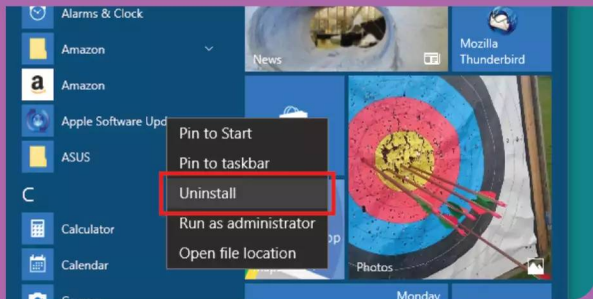 Alarms & Clock
Amazon
Amazon
Apple Software Upd
ASUS
C
Calculator
Calendar
Pin to Start
Pin to taskbar
Uninstall
Run as administrator
Open file location
News
Mozilla
Thunderbird
Photos
Monday